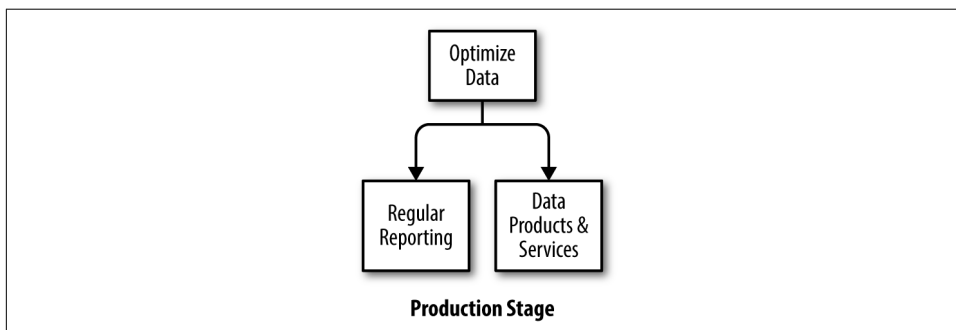 Optimize
Data
Regular
Reporting
Data
Products &
Services
Production Stage